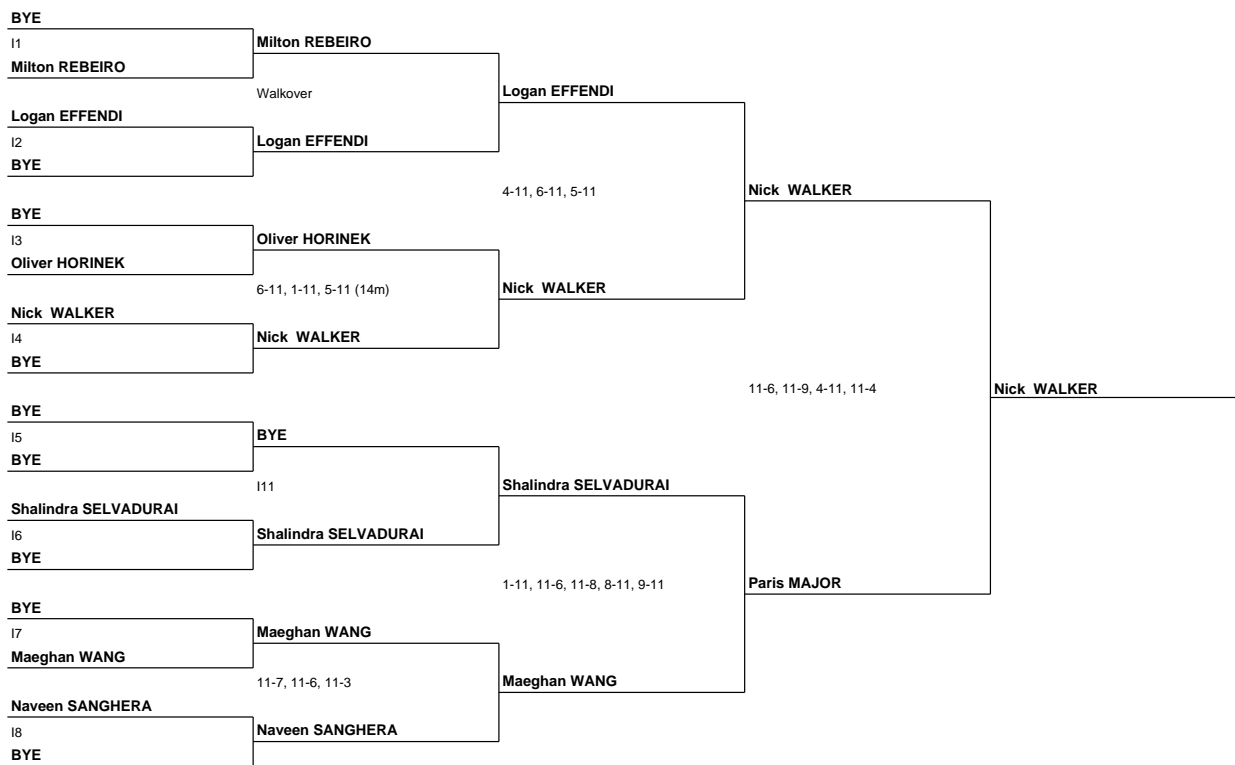 BYE
I1
Milton REBEIRO
Logan EFFENDI
I2
BYE
BYE
I3
Oliver HORINEK
Nick WALKER
I4
BYE
BYE
I5
BYE
Shalindra SELVADURAI
I6
BYE
BYE
I7
Maeghan WANG
Naveen SANGHERA
I8
BYE
Milton REBEIRO
Walkover
Logan EFFENDI
Oliver HORINEK
6-11, 1-11, 5-11 (14m)
Nick WALKER
BYE
I11
Shalindra SELVADURAI
Maeghan WANG
11-7, 11-6, 11-3
Naveen SANGHERA
Logan EFFENDI
4-11, 6-11, 5-11
Nick WALKER
Shalindra SELVADURAI
1-11, 11-6, 11-8, 8-11, 9-11
Maeghan WANG
Nick WALKER
11-6, 11-9, 4-11, 11-4
Paris MAJOR
Nick WALKER